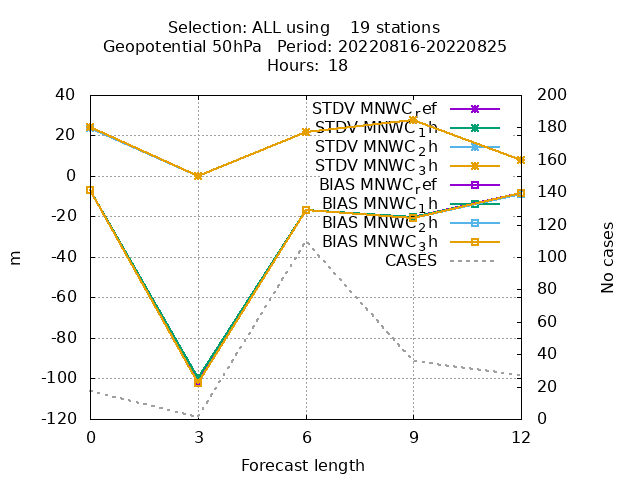 Selection: ALL using    19 stations
Geopotential 50hPa   Period: 20220816-20220825
Hours:  18
STDV MNWC_ref
STDV MNWC_1h
STDV MNWC_2h
STDV MNWC_3h
BIAS MNWC_ref
BIAS MNWC_1h
BIAS MNWC_2h
BIAS MNWC_3h
CASES
40
20
0
-20
-40
-60
-80
-100
-120
m
200
180
160
140
120
100
80
60
40
20
0
No cases
0 3 6 9 12
Forecast length